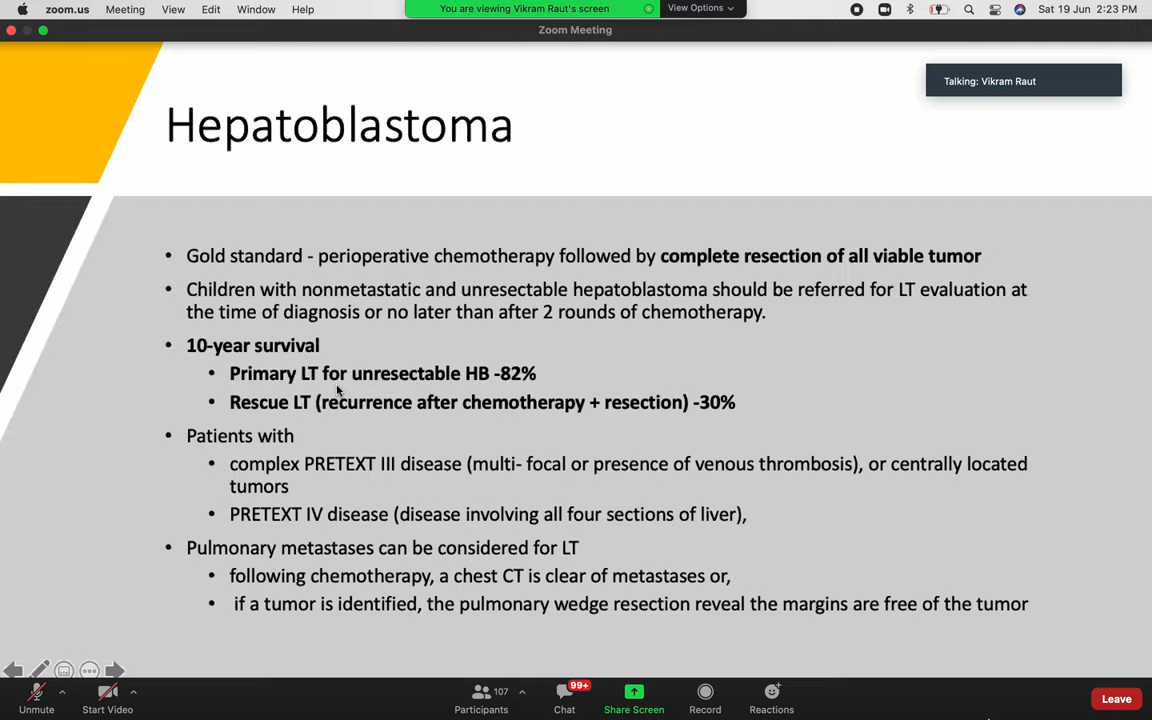 zoom.us Meeting View Edit Window Help You are viewing Vikram Raut's screen View Options Sat 19 Jun 2:23 PM
Zoom Meeting
Talking: Vikram Raut
Hepatoblastoma
• Gold standard - perioperative chemotherapy followed by complete resection of all viable tumor
• Children with nonmetastatic and unresectable hepatoblastoma should be referred for LT evaluation at
the time of diagnosis or no later than after 2 rounds of chemotherapy.
• 10-year survival
• Primary LT for unresectable HB -82%
• Rescue LT (recurrence after chemotherapy + resection) -30%
• Patients with
• complex PRETEXT III disease (multi- focal or presence of venous thrombosis), or centrally located
tumors
• PRETEXT IV disease (disease involving all four sections of liver),
• Pulmonary metastases can be considered for LT
• following chemotherapy, a chest CT is clear of metastases or,
• if a tumor is identified, the pulmonary wedge resection reveal the margins are free of the tumor
107 99+
Unmute Start Video Participants Chat Share Screen Record Reactions Leave